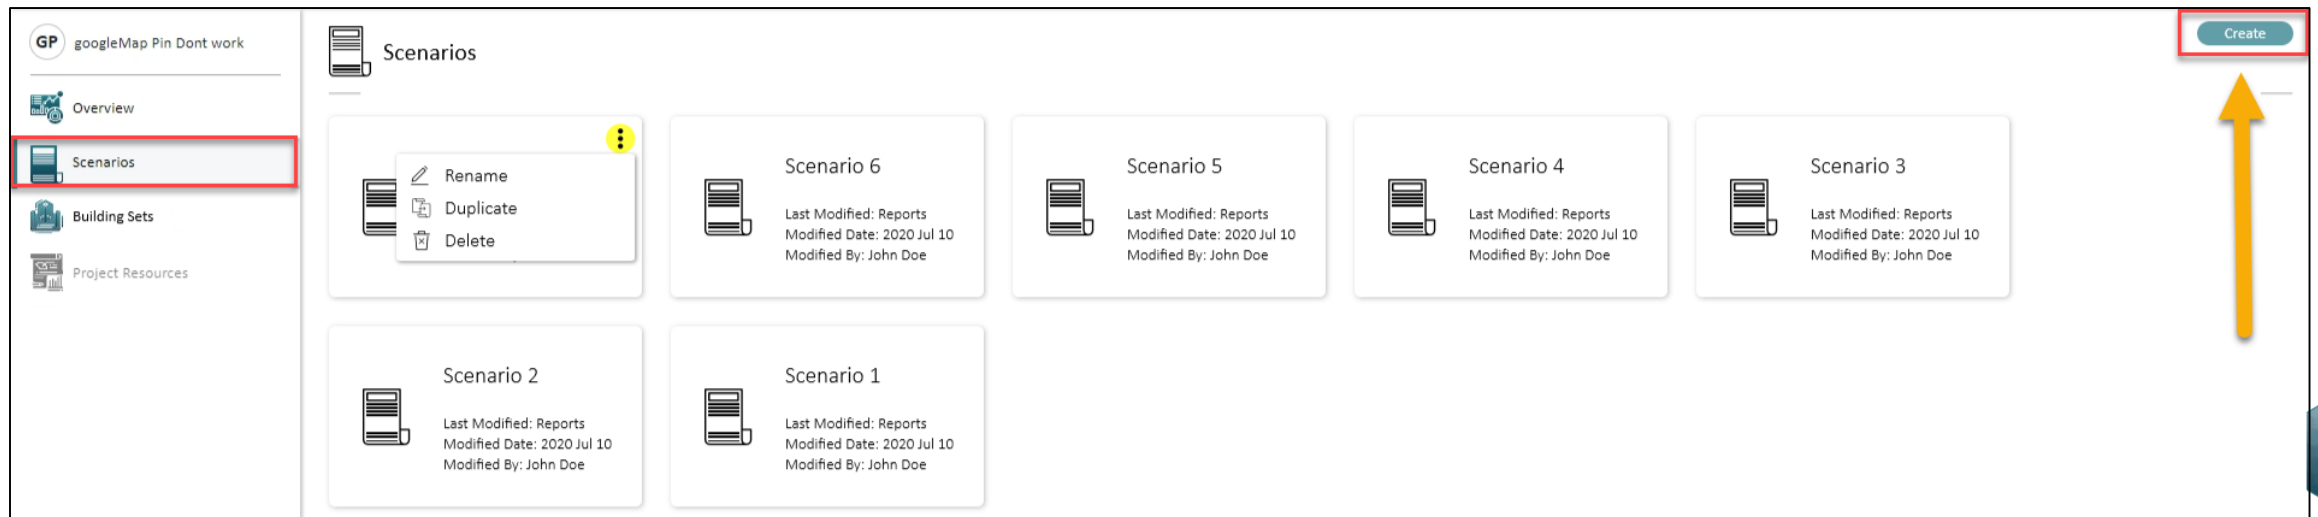 GP googleMap Pin Dont work
Overview
Scenarios
Building Sets
Project Resources
Scenarios
Create
Rename
Duplicate
Delete
Scenario 6
Last Modified: Reports
Modified Date: 2020 Jul 10
Modified By: John Doe
Scenario 5
Last Modified: Reports
Modified Date: 2020 Jul 10
Modified By: John Doe
Scenario 4
Last Modified: Reports
Modified Date: 2020 Jul 10
Modified By: John Doe
Scenario 3
Last Modified: Reports
Modified Date: 2020 Jul 10
Modified By: John Doe
Scenario 2
Last Modified: Reports
Modified Date: 2020 Jul 10
Modified By: John Doe
Scenario 1
Last Modified: Reports
Modified Date: 2020 Jul 10
Modified By: John Doe